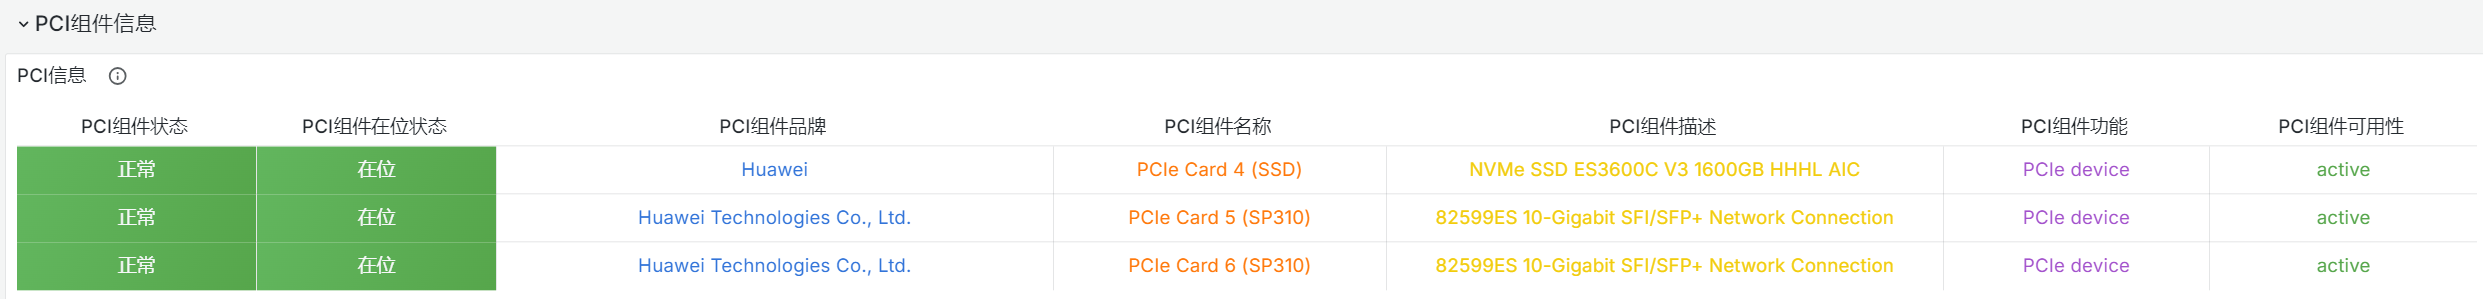 PCI组件信息
PCI信息
PCI组件状态 PCI组件在位状态 PCI组件品牌 PCI组件名称 PCI组件描述 PCI组件功能 PCI组件可用性
正常 在位 Huawei PCIe Card 4 (SSD) NVMe SSD ES3600C V3 1600GB HHHL AIC PCIe device active
正常 在位 Huawei Technologies Co., Ltd. PCIe Card 5 (SP310) 82599ES 10-Gigabit SFI/SFP+ Network Connection PCIe device active
正常 在位 Huawei Technologies Co., Ltd. PCIe Card 6 (SP310) 82599ES 10-Gigabit SFI/SFP+ Network Connection PCIe device active